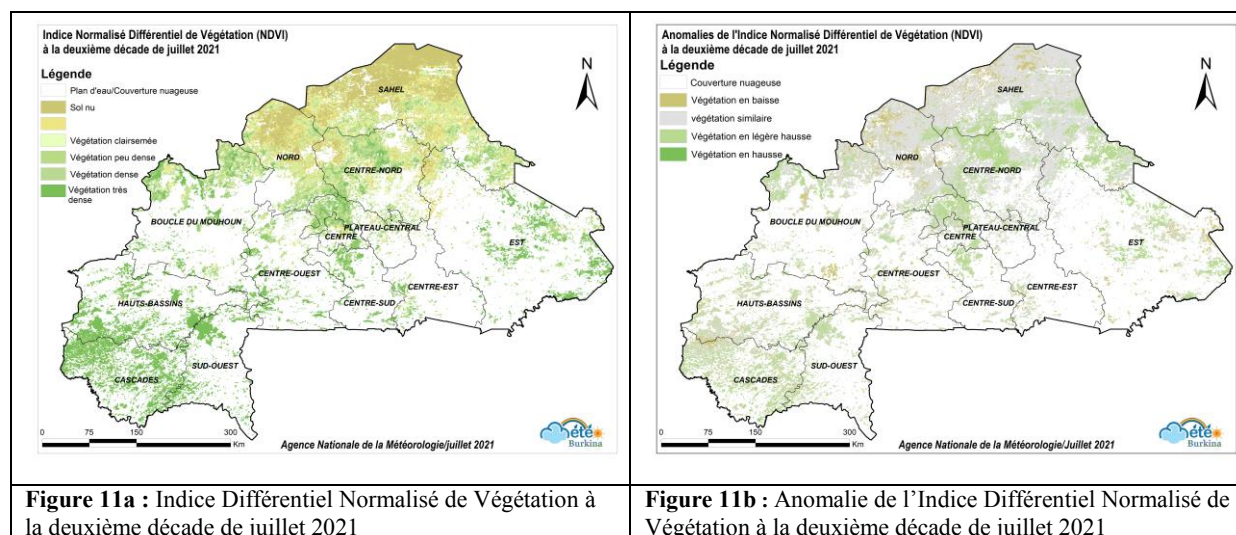 Indice Normalisé Différentiel de Végétation (NDVI)
à la deuxième décade de juillet 2021
Légende
Plan d'eau/Couverture nuageuse
Sol nu
Végétation clairsemée
Végétation peu dense
Végétation dense
Végétation très
dense
N
SAHEL
NORD
CENTRE-NORD
BOUCLE DU MOUHOUN
PLATEAU-CENTRAL
CENTRE
EST
CENTRE-OUEST
CENTRE-EST
HAUTS-BASSINS
CENTRE-SUD
SUD-OUEST
CASCADES
0 75 150 300
Km
Agence Nationale de la Météorologie/juillet 2021
été
Burkina
Anomalies de l'Indice Normalisé Différentiel de Végétation (NDVI)
à la deuxième décade de juillet 2021
Légende
Couverture nuageuse
Végétation en baisse
végétation similaire
Végétation en légère hausse
Végétation en hausse
N
SAHEL
NORD
CENTRE-NORD
BOUCLE DU MOUHOUN
PLATEAU-CENTRAL
CENTRE
EST
CENTRE-OUEST
CENTRE-EST
HAUTS-BASSINS
CENTRE-SUD
SUD-OUEST
CASCADES
0 75 150 300
Km
Agence Nationale de la Météorologie/Juillet 2021
été
Burkina
Figure 11a : Indice Différentiel Normalisé de Végétation à
la deuxième décade de juillet 2021
Figure 11b : Anomalie de l’Indice Différentiel Normalisé de
Végétation à la deuxième décade de juillet 2021